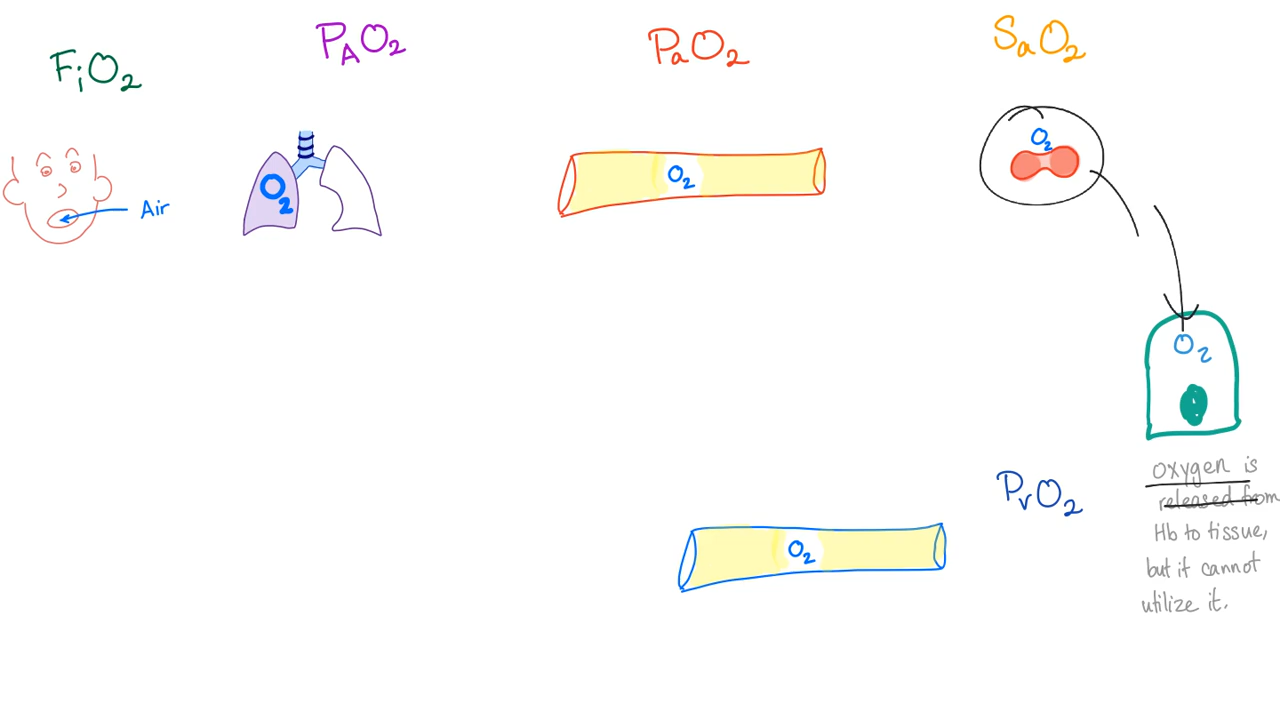 FiO2
PAO2
PaO2
SaO2
Air
O2
O2
O2
O2
PvO2
O2
oxygen is
released from
Hb to tissue,
but it cannot
utilize it.